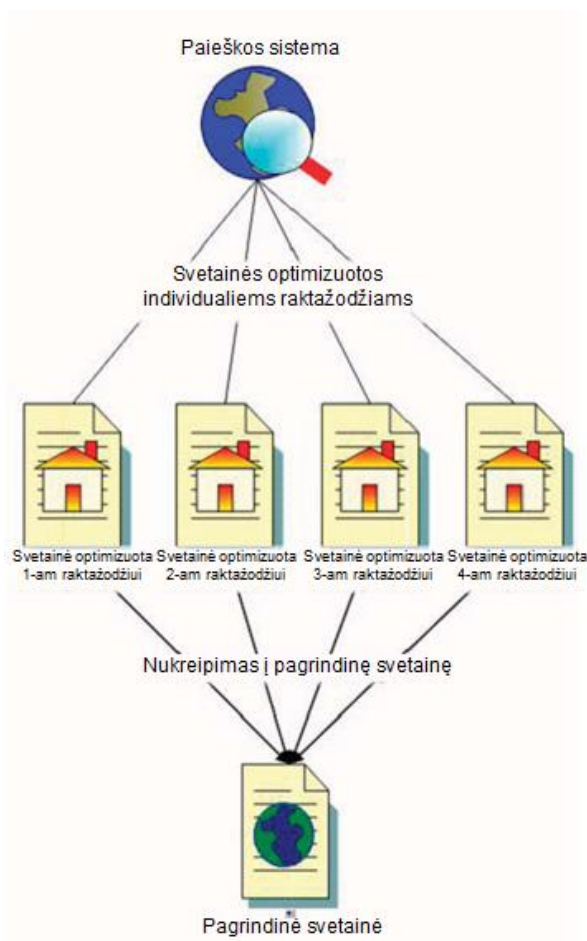 Paieškos sistema
Svetainės optimizuotos
individualiems raktažodžiams
Svetainė optimizuota
1-am raktažodžiui
Svetainė optimizuota
2-am raktažodžiui
Svetainė optimizuota
3-am raktažodžiui
Svetainė optimizuota
4-am raktažodžiui
Nukreipimas į pagrindinę svetainę
Pagrindinė svetainė